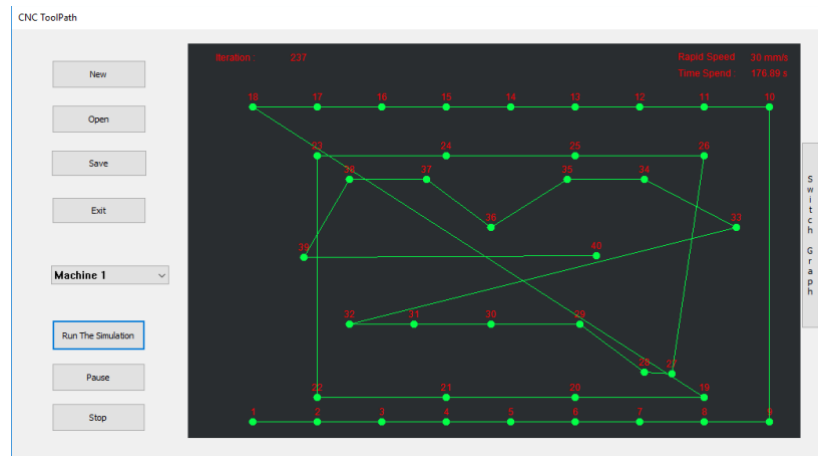 CNC ToolPath
New
Open
Save
Exit
Machine 1
Run The Simulation
Pause
Stop
Iteration : 237
Rapid Speed 30 mm/s
Time Spend : 176.89 s
18 17 16 15 14 13 12 11 10
23 24 25 26
38 37 35 34
36 33
39 40
32 31 30 29
28 27
22 21 20 19
1 2 3 4 5 6 7 8 9
Switch Graph